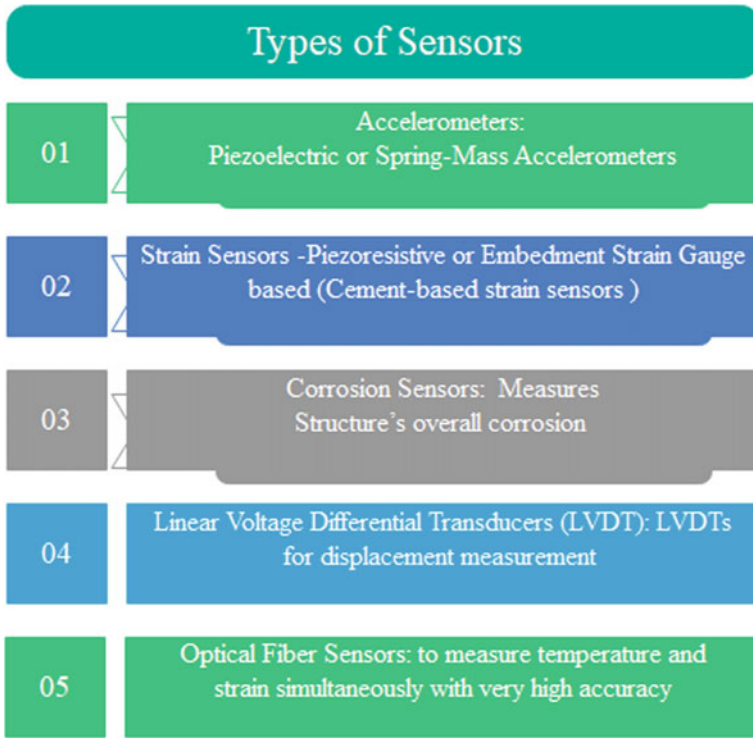 Types of Sensors
01
Accelerometers:
Piezoelectric or Spring-Mass Accelerometers
02
Strain Sensors -Piezoresistive or Embedment Strain Gauge
based (Cement-based strain sensors )
03
Corrosion Sensors: Measures
Structure’s overall corrosion
04
Linear Voltage Differential Transducers (LVDT): LVDTs
for displacement measurement
05
Optical Fiber Sensors: to measure temperature and
strain simultaneously with very high accuracy